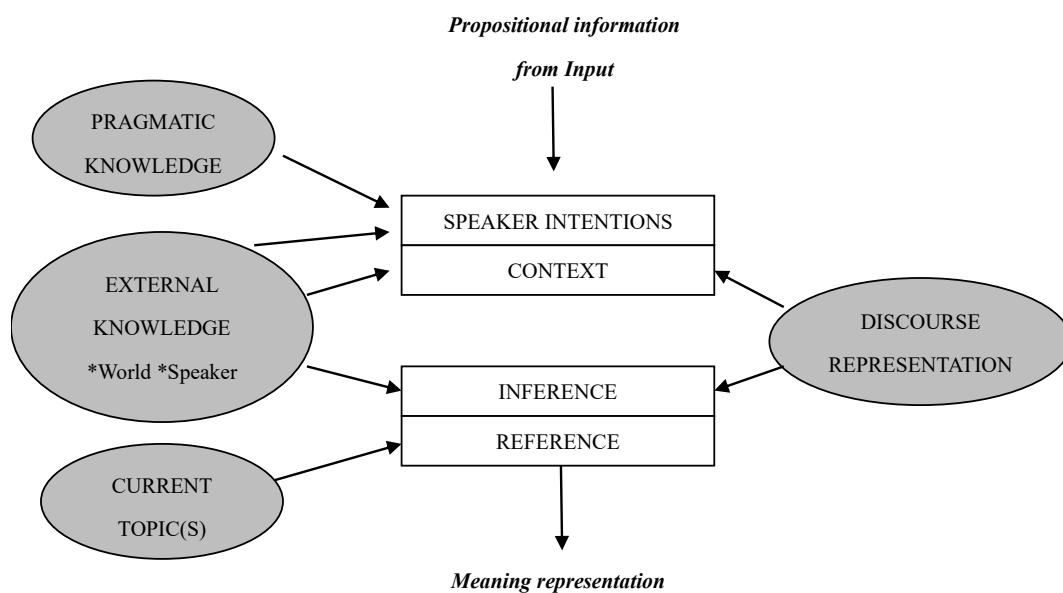 Propositional information
from Input
PRAGMATIC
KNOWLEDGE
SPEAKER INTENTIONS
CONTEXT
EXTERNAL
KNOWLEDGE
*World *Speaker
DISCOURSE
REPRESENTATION
INFERENCE
REFERENCE
CURRENT
TOPIC(S)
Meaning representation